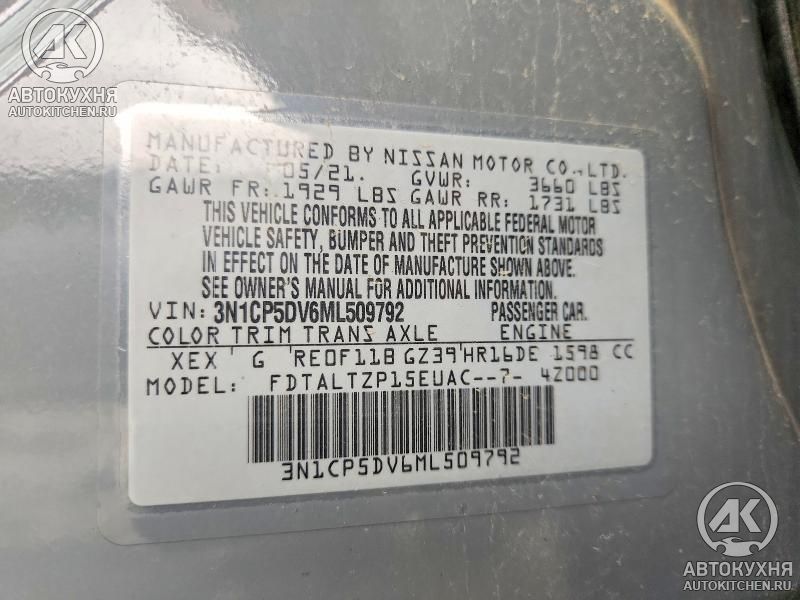 АК
АВТОКУХНЯ
AUTOKITCHEN.RU
MANUFACTURED BY NISSAN MOTOR CO.,LTD.
DATE: 05/21. GVWR: 3660 LBS
GAWR FR: 1929 LBS GAWR RR: 1731 LBS
THIS VEHICLE CONFORMS TO ALL APPLICABLE FEDERAL MOTOR
VEHICLE SAFETY, BUMPER AND THEFT PREVENTION STANDARDS
IN EFFECT ON THE DATE OF MANUFACTURE SHOWN ABOVE.
SEE OWNER'S MANUAL FOR ADDITIONAL INFORMATION
VIN: 3N1CP5DV6ML509792 PASSENGER CAR.
COLOR TRIM TRANS AXLE ENGINE
XEX G RE0F11B GZ39 HR16DE 1598 CC
MODEL: FDTALTZP15EUAC--7- 4Z000
3N1CP5DV6ML509792
АК
АВТОКУХНЯ
AUTOKITCHEN.RU